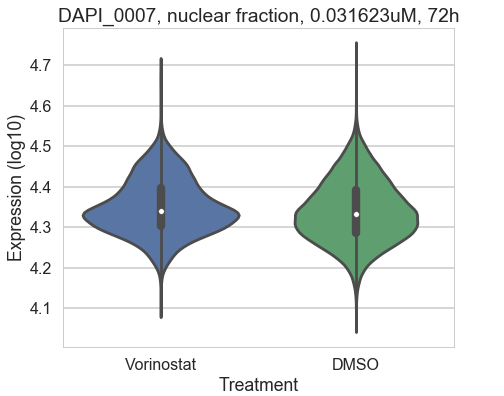 DAPI_0007, nuclear fraction, 0.031623uM, 72h
Expression (log10)
4.7
4.6
4.5
4.4
4.3
4.2
4.1
Vorinostat
DMSO
Treatment